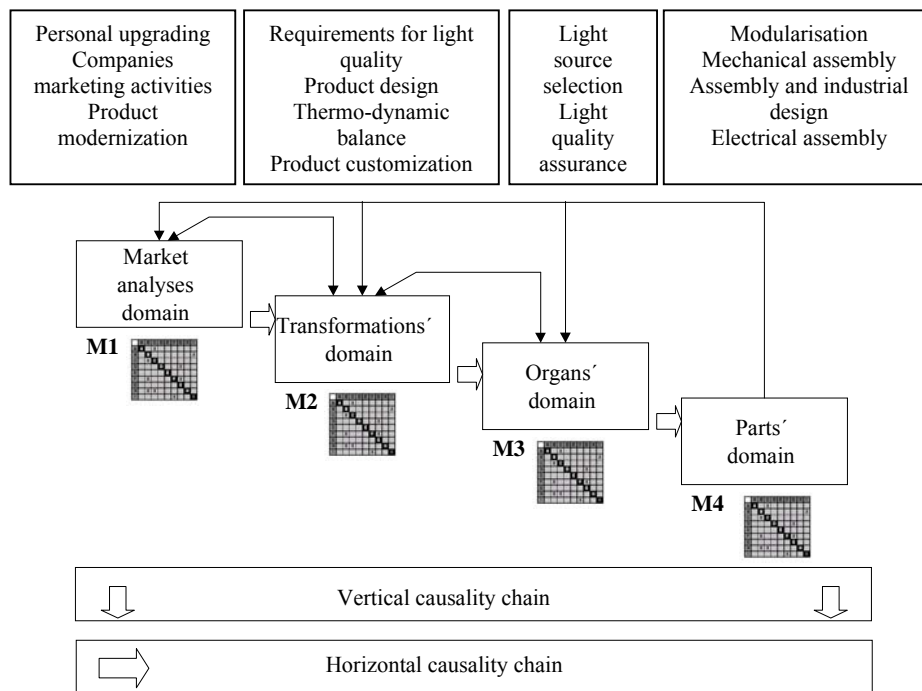 Personal upgrading
Companies
marketing activities
Product
modernization
Requirements for light
quality
Product design
Thermo-dynamic
balance
Product customization
Light
source
selection
Light
quality
assurance
Modularisation
Mechanical assembly
Assembly and industrial
design
Electrical assembly
Market
analyses
domain
M1
Transformations´
domain
M2
Organs´
domain
M3
Parts´
domain
M4
Vertical causality chain
Horizontal causality chain